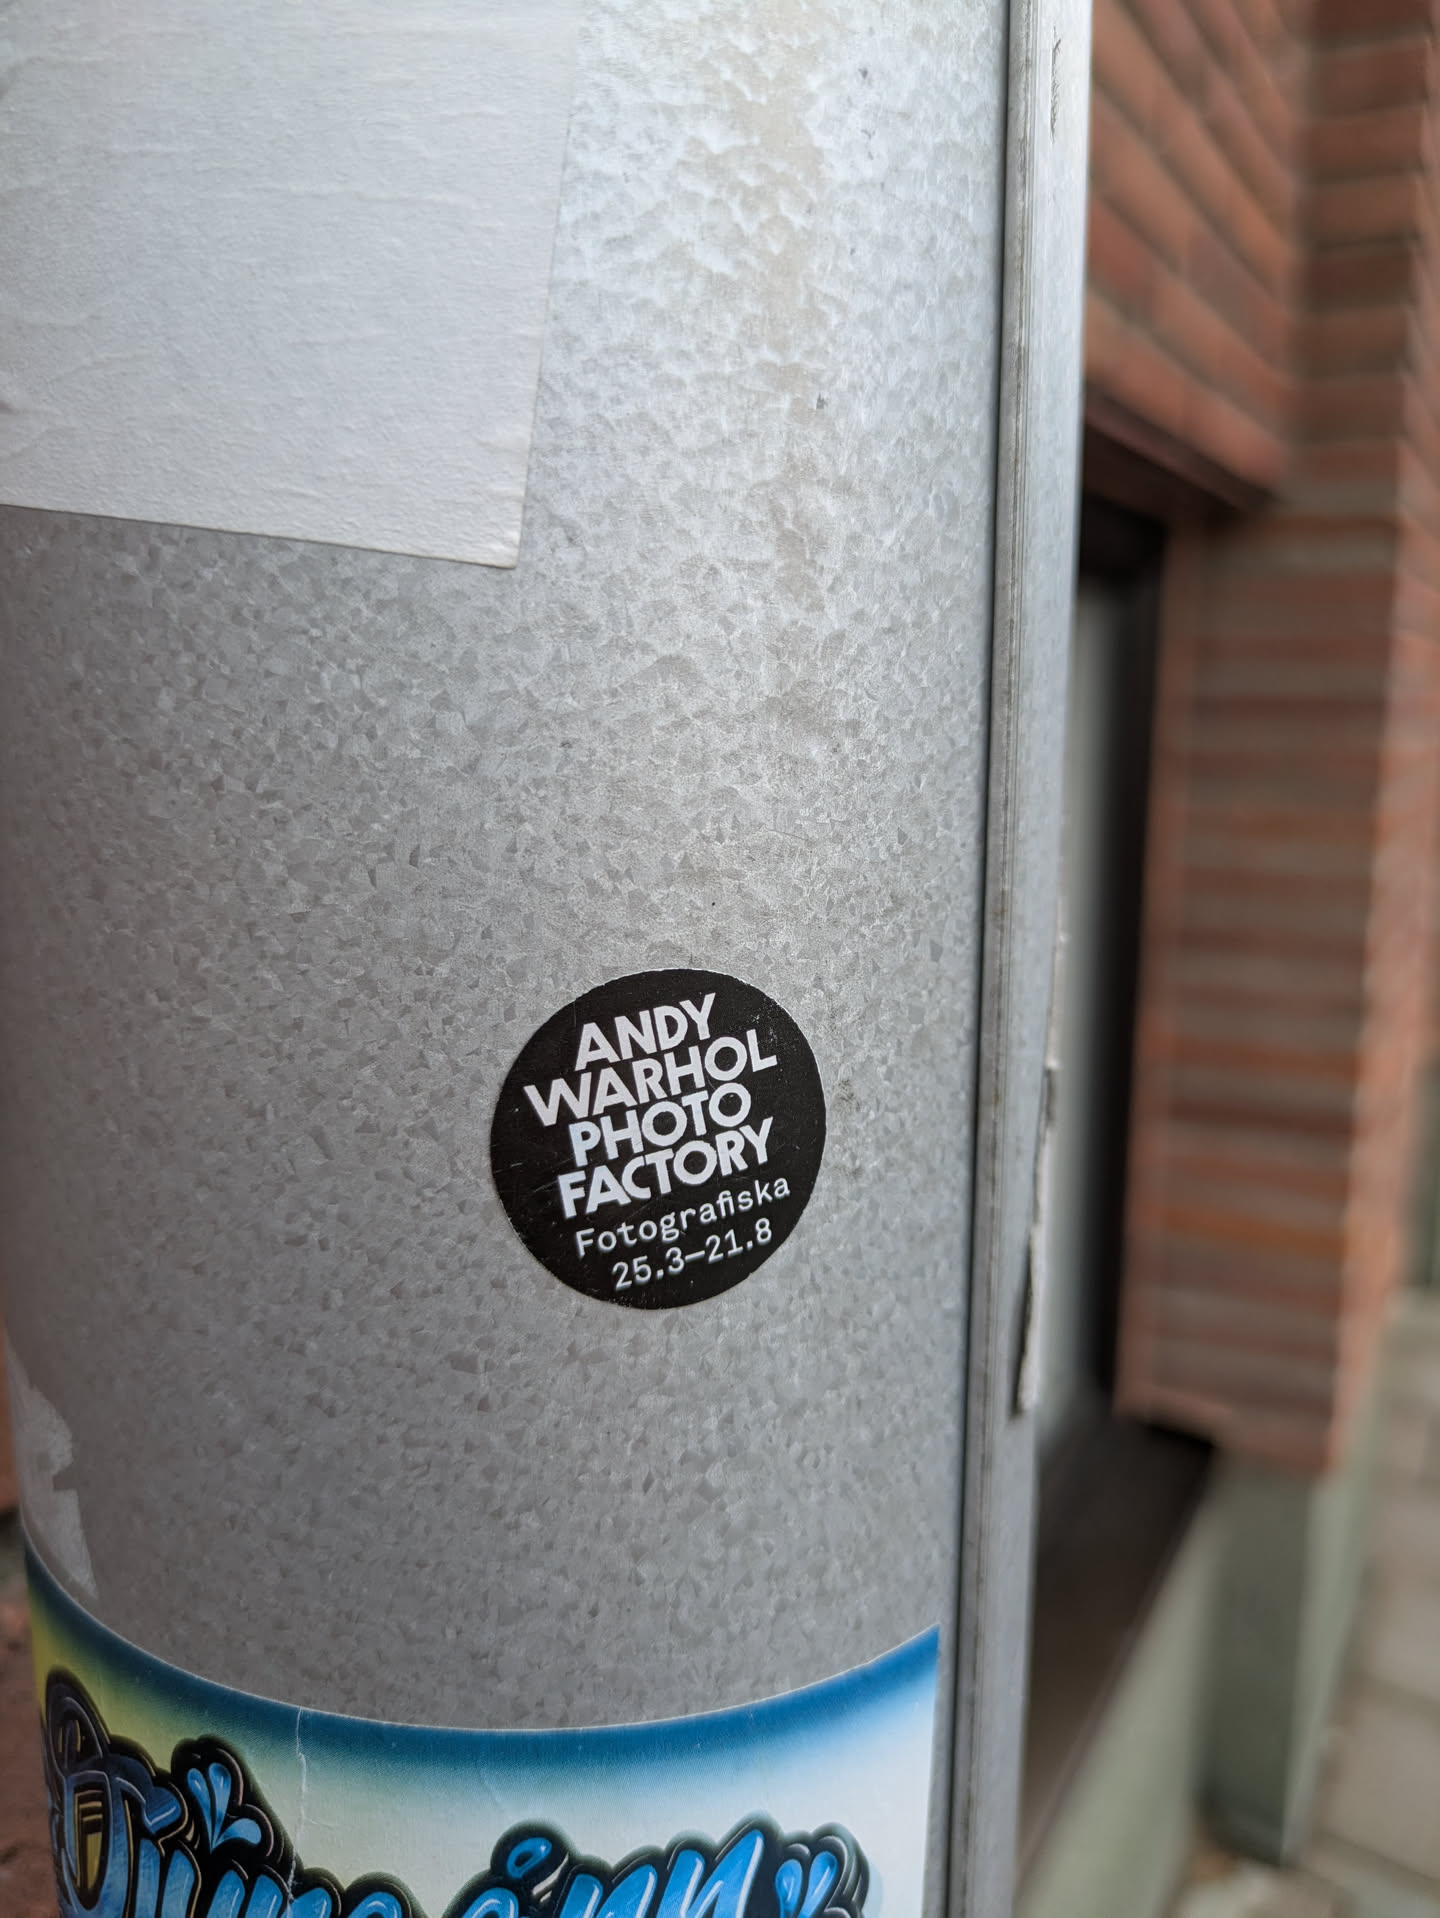 ANDY
WARHOL
PHOTO
FACTORY
Fotografiska
25.3–21.8